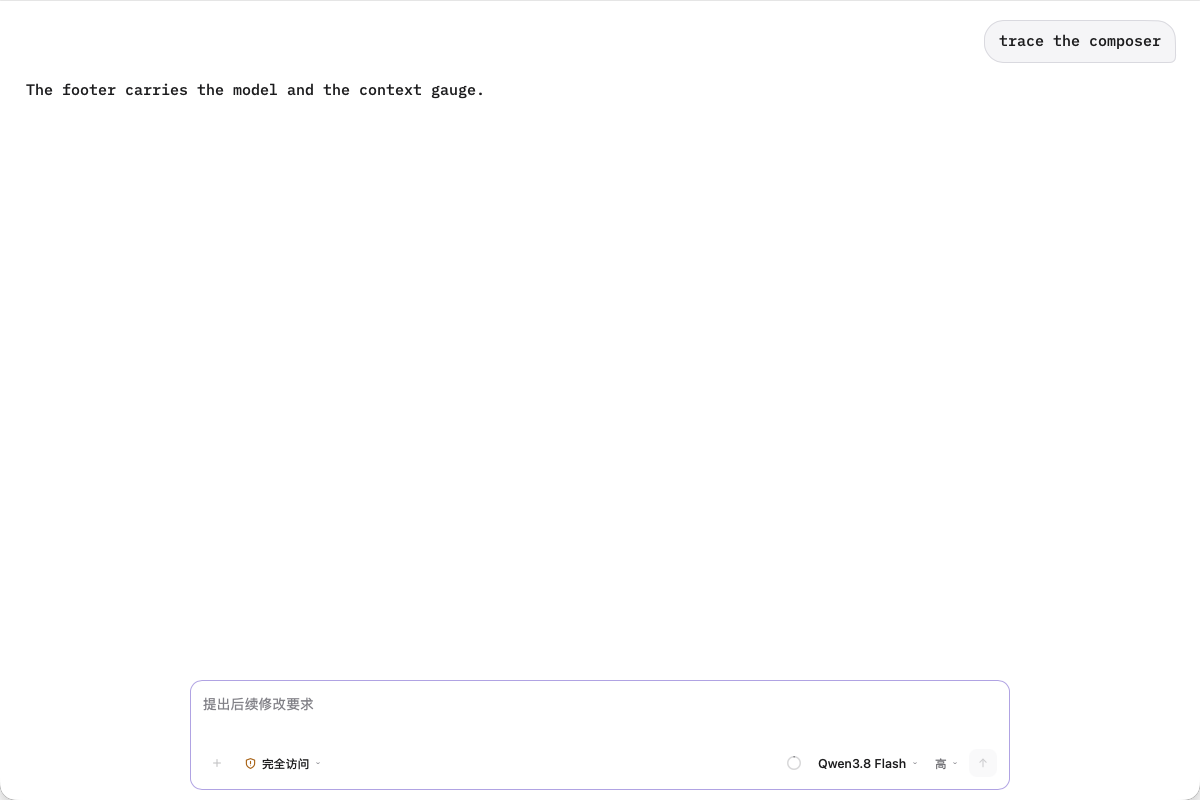 trace the composer
The footer carries the model and the context gauge.
提出后续修改要求
完全访问 Qwen3.8 Flash 高